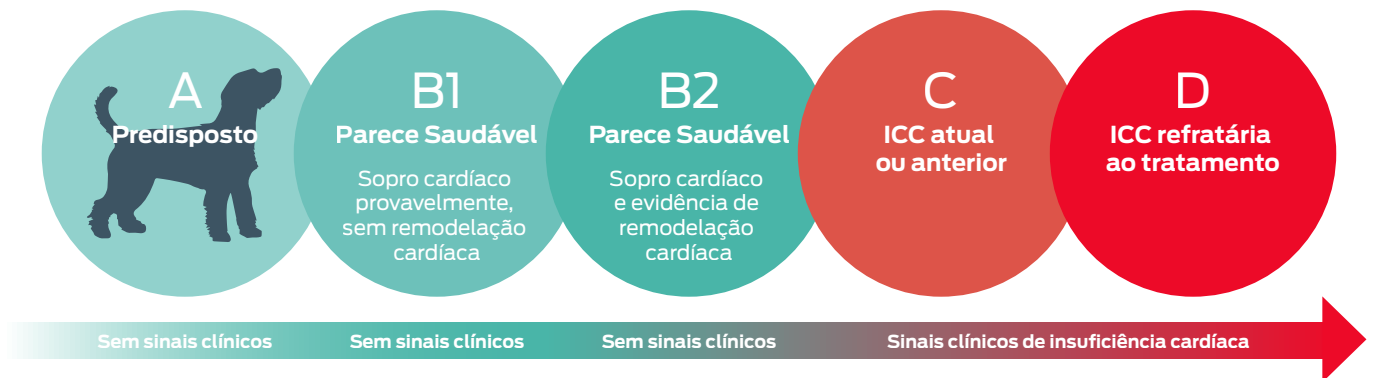 A
Predisposto
B1
Parece Saudável
Sopro cardíaco
provavelmente,
sem remodelação
cardíaca
B2
Parece Saudável
Sopro cardíaco
e evidência de
remodelação
cardíaca
C
ICC atual
ou anterior
D
ICC refratária
ao tratamento
Sem sinais clínicos
Sem sinais clínicos
Sem sinais clínicos
Sinais clínicos de insuficiência cardíaca